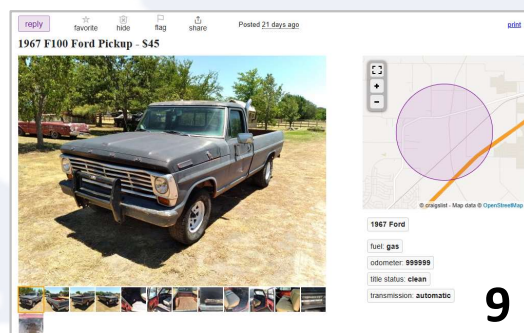 reply
favorite
hide
flag
share
Posted 21 days ago
print
1967 F100 Ford Pickup - $45
+
−
© craigslist - Map data © OpenStreetMap
1967 Ford
fuel: gas
odometer: 999999
title status: clean
transmission: automatic
9